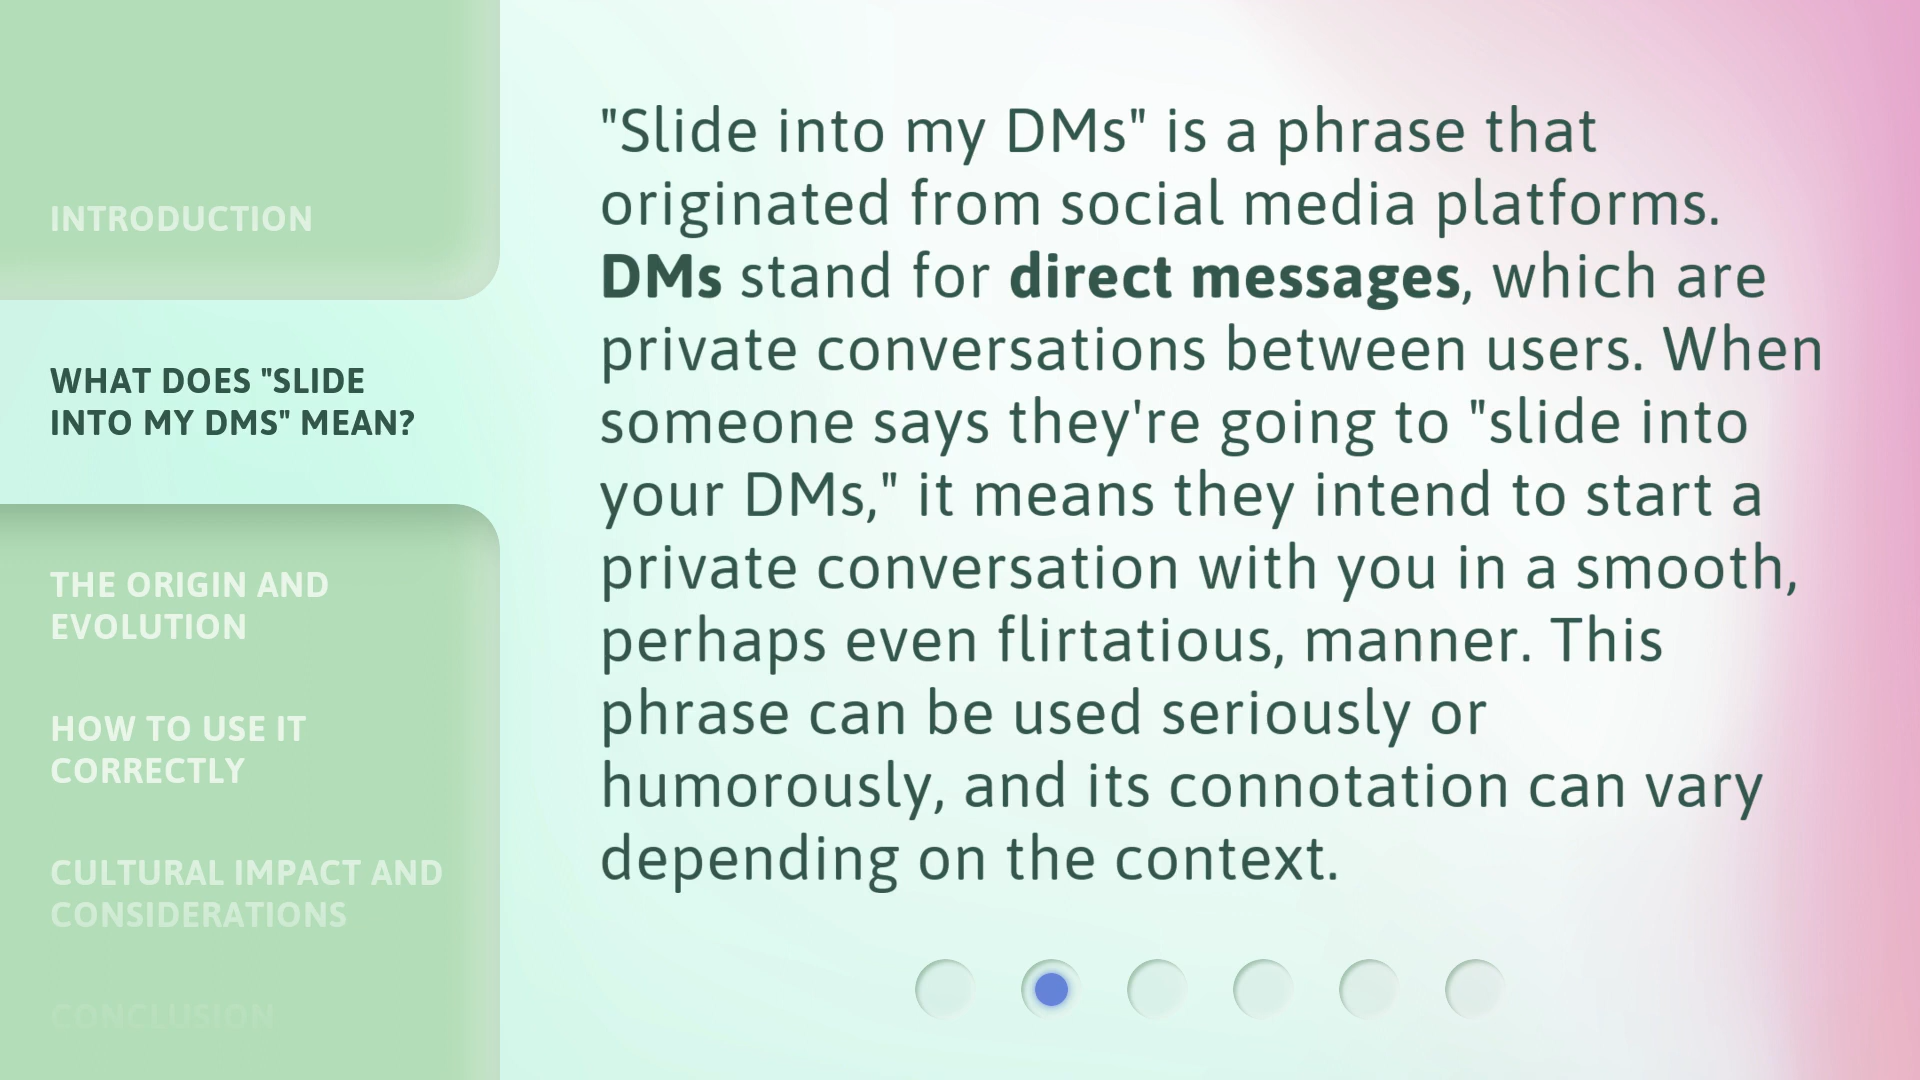 INTRODUCTION
WHAT DOES "SLIDE
INTO MY DMS" MEAN?
THE ORIGIN AND
EVOLUTION
HOW TO USE IT
CORRECTLY
CULTURAL IMPACT AND
CONSIDERATIONS
CONCLUSION
"Slide into my DMs" is a phrase that
originated from social media platforms.
DMs stand for direct messages, which are
private conversations between users. When
someone says they're going to "slide into
your DMs," it means they intend to start a
private conversation with you in a smooth,
perhaps even flirtatious, manner. This
phrase can be used seriously or
humorously, and its connotation can vary
depending on the context.